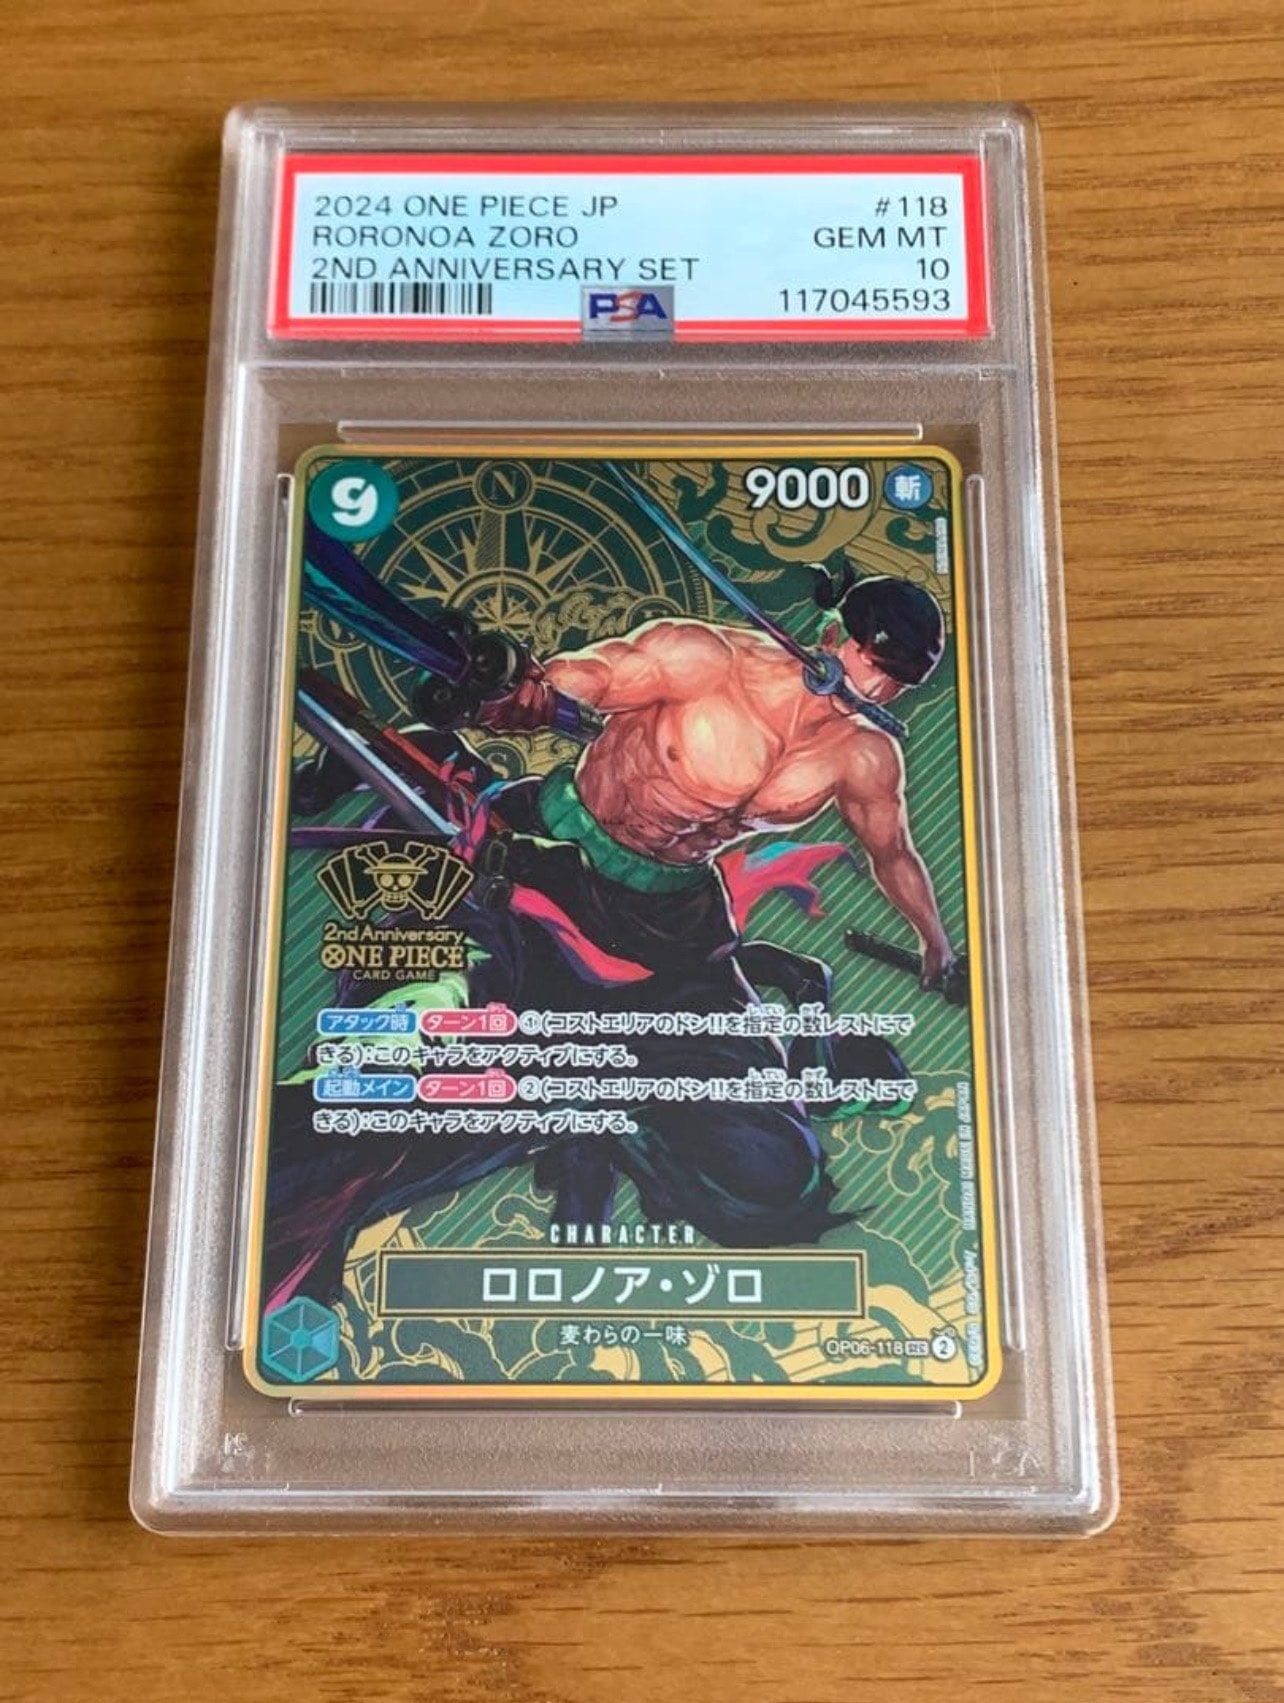 2024 ONE PIECE JP #118
RORONOA ZORO GEM MT
2ND ANNIVERSARY SET 10
PSA 117045593
9 9000 斬
N
2nd Anniversary
ONE PIECE
CARD GAME
アタック時 ターン1回 ①(コストエリアのドン!!を指定の数レストにで
きる):このキャラをアクティブにする。
起動メイン ターン1回 ②(コストエリアのドン!!を指定の数レストにで
きる):このキャラをアクティブにする。
CHARACTER
ロロノア・ゾロ
麦わらの一味
OP06-118 SEC 2